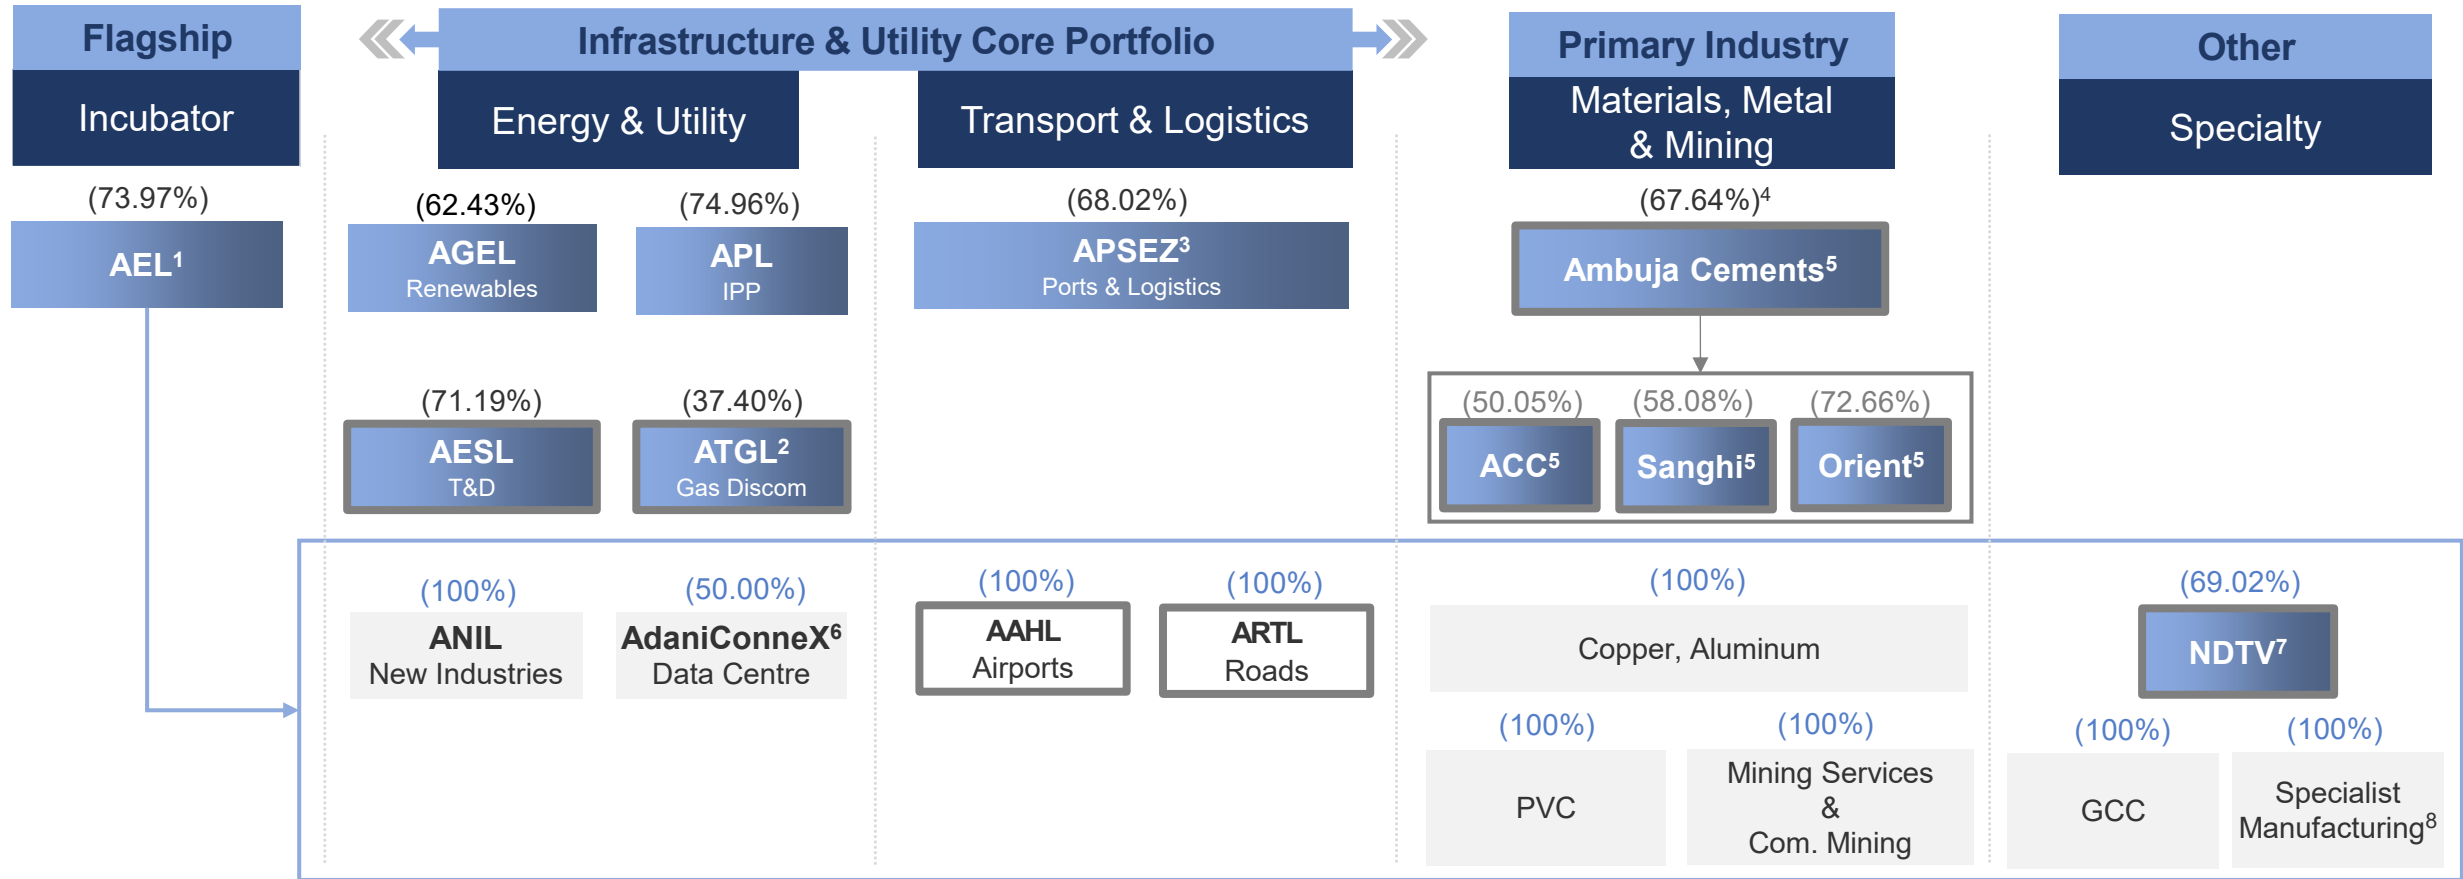 Flagship
Incubator
(73.97%)
AEL¹
Infrastructure & Utility Core Portfolio
Energy & Utility
(62.43%)
AGEL
Renewables
(74.96%)
APL
IPP
(71.19%)
AESL
T&D
(37.40%)
ATGL²
Gas Discom
Transport & Logistics
(68.02%)
APSEZ³
Ports & Logistics
Primary Industry
Materials, Metal
& Mining
(67.64%)⁴
Ambuja Cements⁵
(50.05%)
ACC⁵
(58.08%)
Sanghi⁵
(72.66%)
Orient⁵
Other
Specialty
(100%)
ANIL
New Industries
(50.00%)
AdaniConneX⁶
Data Centre
(100%)
AAHL
Airports
(100%)
ARTL
Roads
(100%)
Copper, Aluminum
(100%)
PVC
(100%)
Mining Services
&
Com. Mining
(69.02%)
NDTV⁷
(100%)
GCC
(100%)
Specialist
Manufacturing⁸